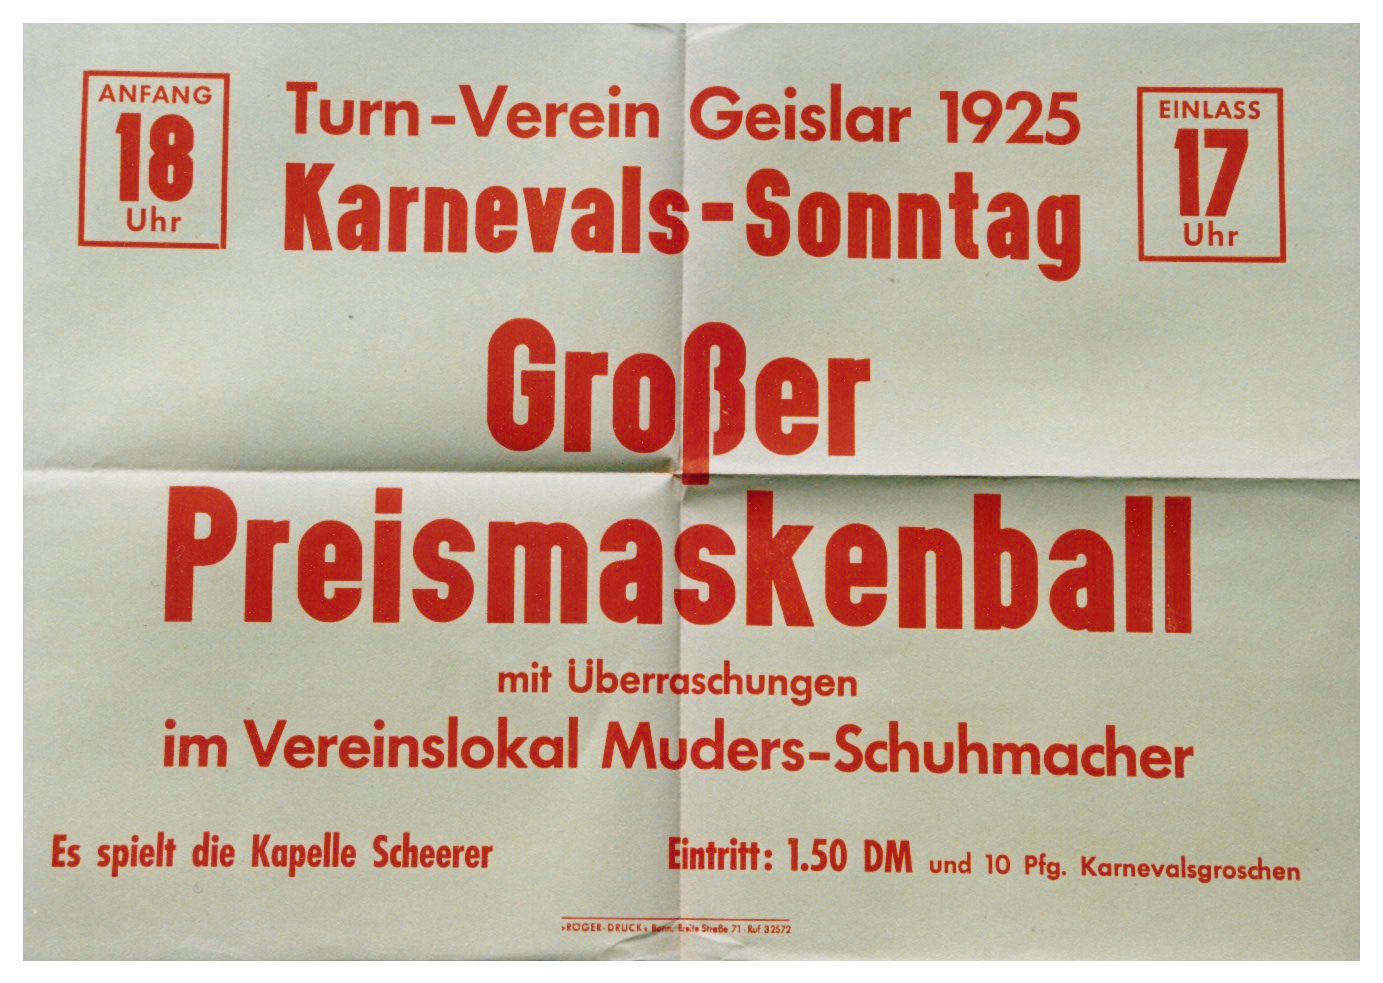 ANFANG
18
Uhr
Turn-Verein Geislar 1925
Karnevals-Sonntag
EINLASS
17
Uhr
Großer
Preismaskenball
mit Überraschungen
im Vereinslokal Muders-Schuhmacher
Es spielt die Kapelle Scheerer
Eintritt: 1.50 DM und 10 Pfg. Karnevalsgroschen
›RÖGER-DRUCK‹ Bonn, Breite Straße 71 · Ruf 32572